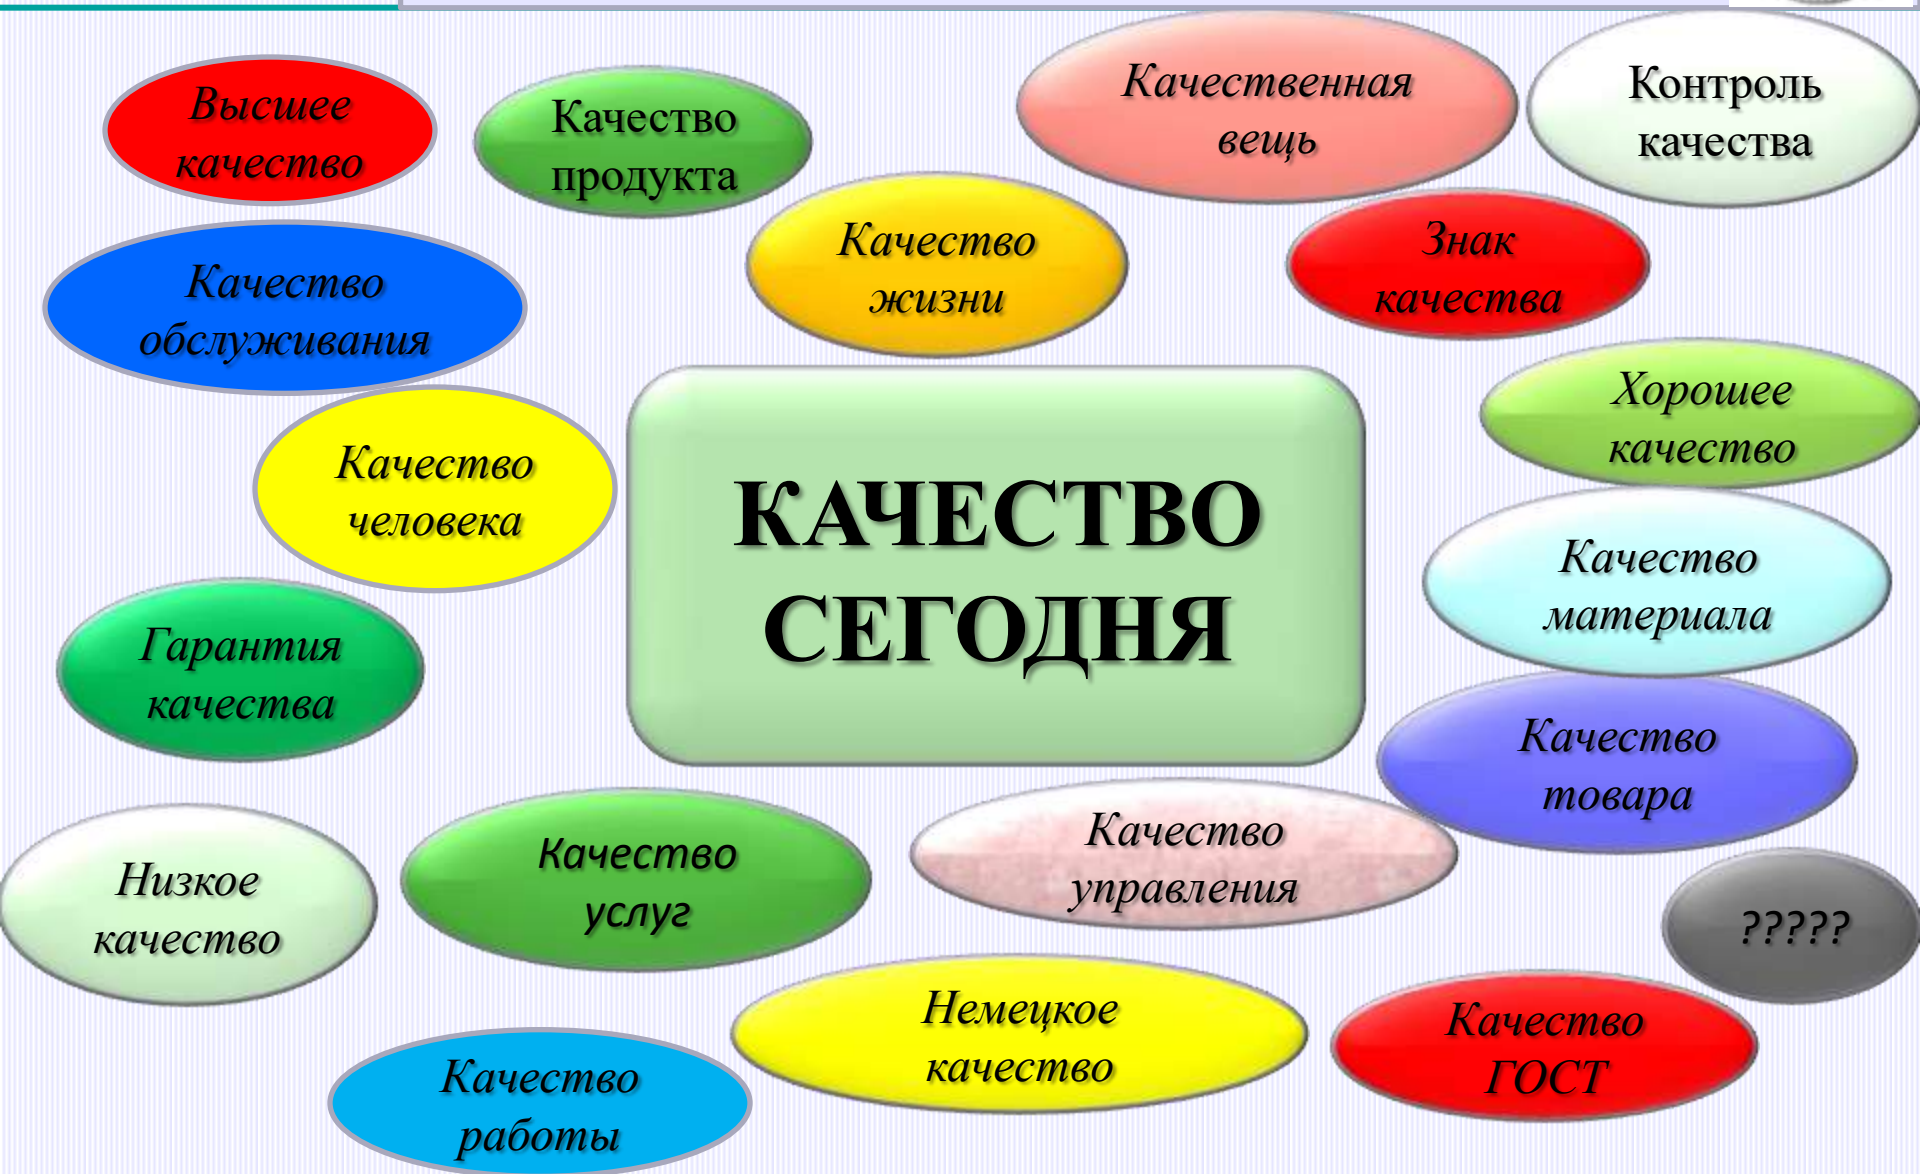 Высшее
качество
Качество
продукта
Качественная
вещь
Контроль
качества
Качество
обслуживания
Качество
жизни
Знак
качества
Хорошее
качество
Качество
человека
КАЧЕСТВО
СЕГОДНЯ
Качество
материала
Гарантия
качества
Качество
товара
Низкое
качество
Качество
услуг
Качество
управления
?????
Качество
работы
Немецкое
качество
Качество
ГОСТ